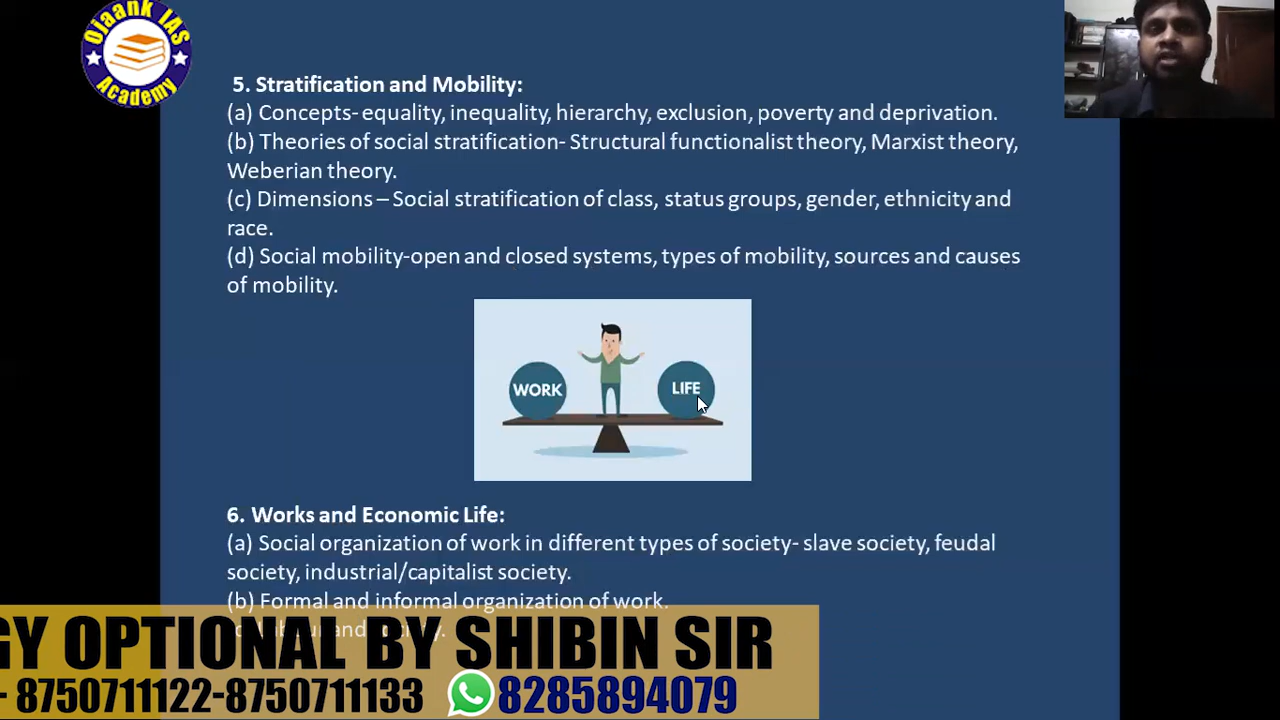 Ojaank IAS
Academy
5. Stratification and Mobility:
(a) Concepts- equality, inequality, hierarchy, exclusion, poverty and deprivation.
(b) Theories of social stratification- Structural functionalist theory, Marxist theory,
Weberian theory.
(c) Dimensions – Social stratification of class, status groups, gender, ethnicity and
race.
(d) Social mobility-open and closed systems, types of mobility, sources and causes
of mobility.
WORK
LIFE
6. Works and Economic Life:
(a) Social organization of work in different types of society- slave society, feudal
society, industrial/capitalist society.
(b) Formal and informal organization of work.
GY OPTIONAL BY SHIBIN SIR
- 8750711122-8750711133 8285894079